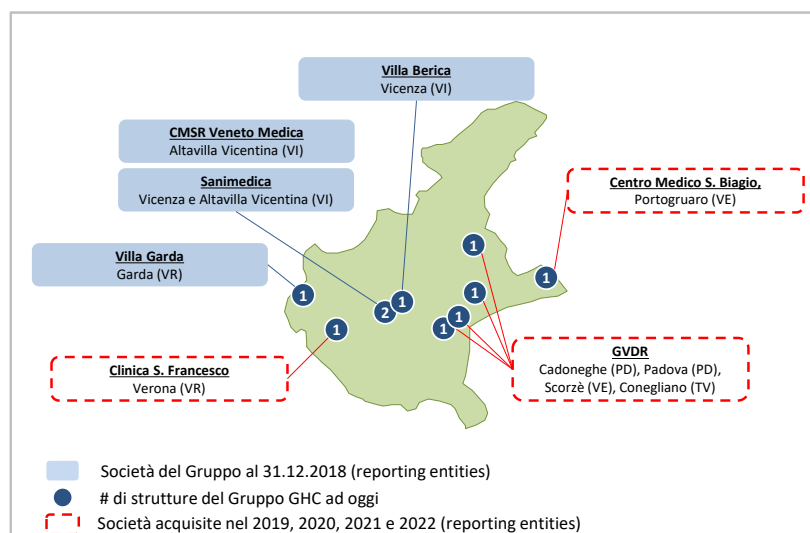 Villa Berica
Vicenza (VI)
CMSR Veneto Medica
Altavilla Vicentina (VI)
Sanimedica
Vicenza e Altavilla Vicentina (VI)
Centro Medico S. Biagio,
Portogruaro (VE)
Villa Garda
Garda (VR)
1
1
1
1
1
2
1
1
1
Clinica S. Francesco
Verona (VR)
GVDR
Cadoneghe (PD), Padova (PD),
Scorzè (VE), Conegliano (TV)
Società del Gruppo al 31.12.2018 (reporting entities)
# di strutture del Gruppo GHC ad oggi
Società acquisite nel 2019, 2020, 2021 e 2022 (reporting entities)